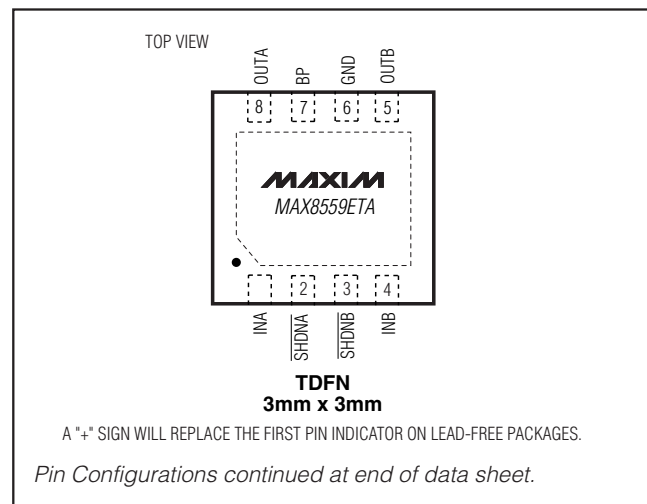 TOP VIEW
OUTA
BP
GND
OUTB
8
7
6
5
MAXIM
MAX8559ETA
2
3
4
INA
SHDNA
SHDNB
INB
TDFN
3mm x 3mm
A "+" SIGN WILL REPLACE THE FIRST PIN INDICATOR ON LEAD-FREE PACKAGES.
Pin Configurations continued at end of data sheet.